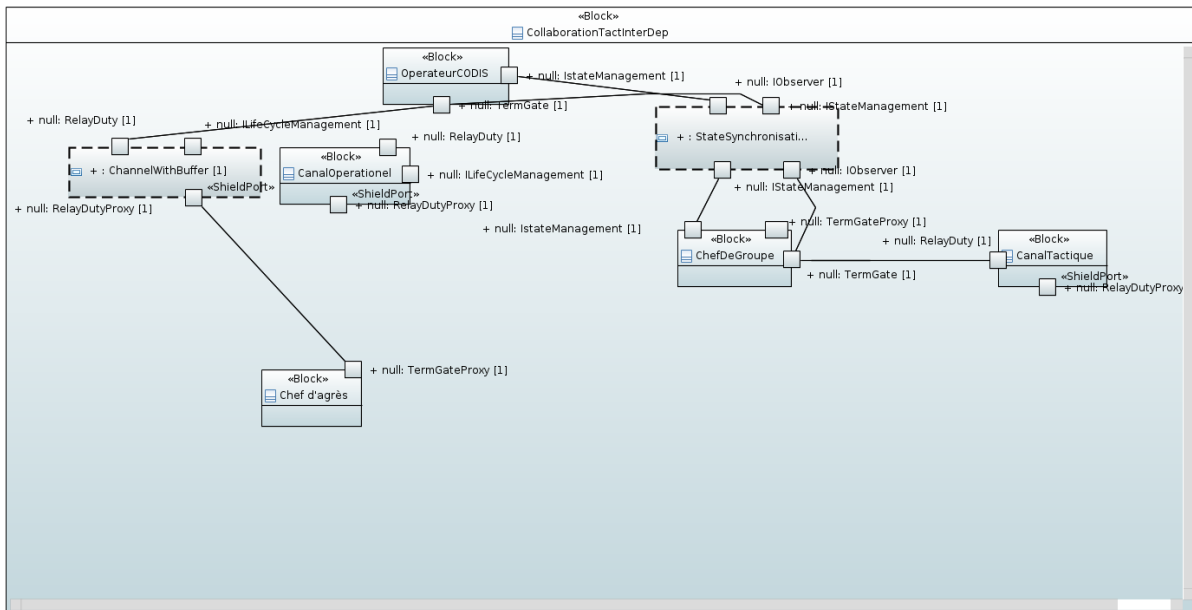 «Block»
CollaborationTactInterDep
«Block»
OperateurCODIS
+ null: IstateManagement [1]
+ null: IObserver [1]
+ null: TermGate [1]
+ null: IStateManagement [1]
+ null: RelayDuty [1]
+ null: ILifeCycleManagement [1]
+ null: RelayDuty [1]
+ : StateSynchronisati...
«Block»
CanalOperationel
+ : ChannelWithBuffer [1]
+ null: ILifeCycleManagement [1]
+ null: IObserver [1]
«ShieldPort»
+ null: IStateManagement [1]
«ShieldPort»
+ null: RelayDutyProxy [1]
+ null: RelayDutyProxy [1]
+ null: IstateManagement [1]
+ null: TermGateProxy [1]
«Block»
ChefDeGroupe
+ null: RelayDuty [1]
«Block»
CanalTactique
+ null: TermGate [1]
«ShieldPort»
+ null: RelayDutyProxy
+ null: TermGateProxy [1]
«Block»
Chef d'agrès